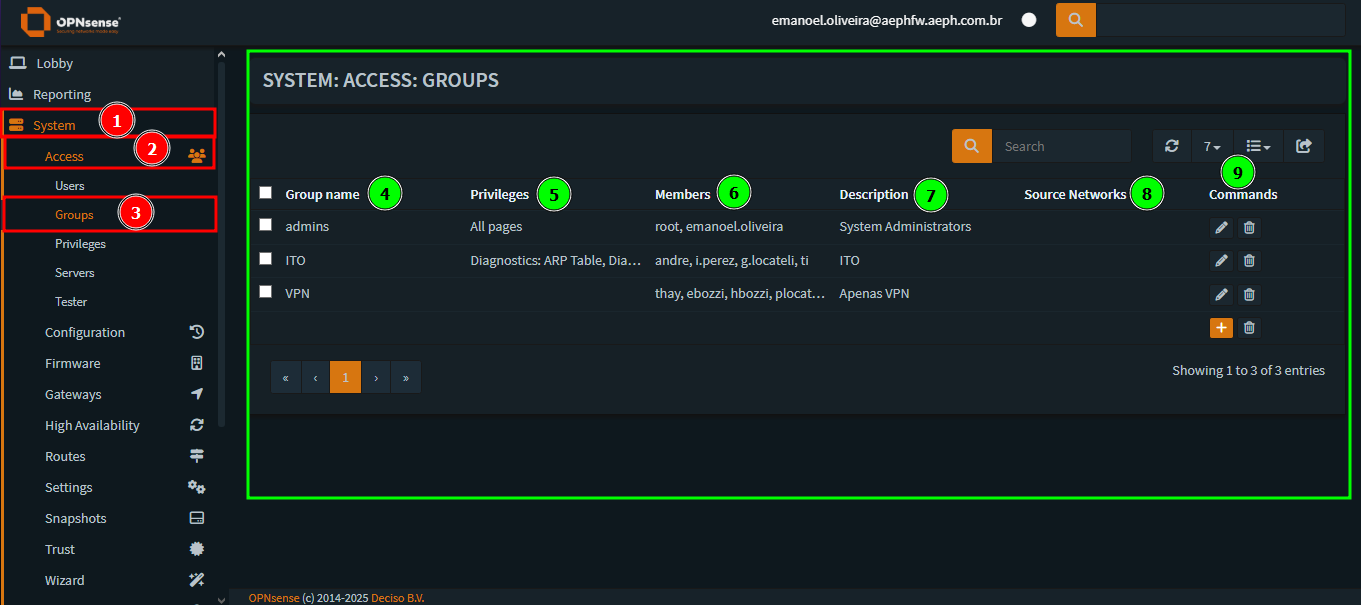 OPNsense®
Securing networks made easy
emanoel.oliveira@aephfw.aeph.com.br
Lobby
Reporting
System 1
Access 2
Users
Groups 3
Privileges
Servers
Tester
Configuration
Firmware
Gateways
High Availability
Routes
Settings
Snapshots
Trust
Wizard
SYSTEM: ACCESS: GROUPS
Search 7
Group name 4 Privileges 5 Members 6 Description 7 Source Networks 8 Commands 9
admins All pages root, emanoel.oliveira System Administrators
ITO Diagnostics: ARP Table, Dia... andre, i.perez, g.locateli, ti ITO
VPN thay, ebozzi, hbozzi, plocat... Apenas VPN
« ‹ 1 › »
Showing 1 to 3 of 3 entries
OPNsense (c) 2014-2025 Deciso B.V.